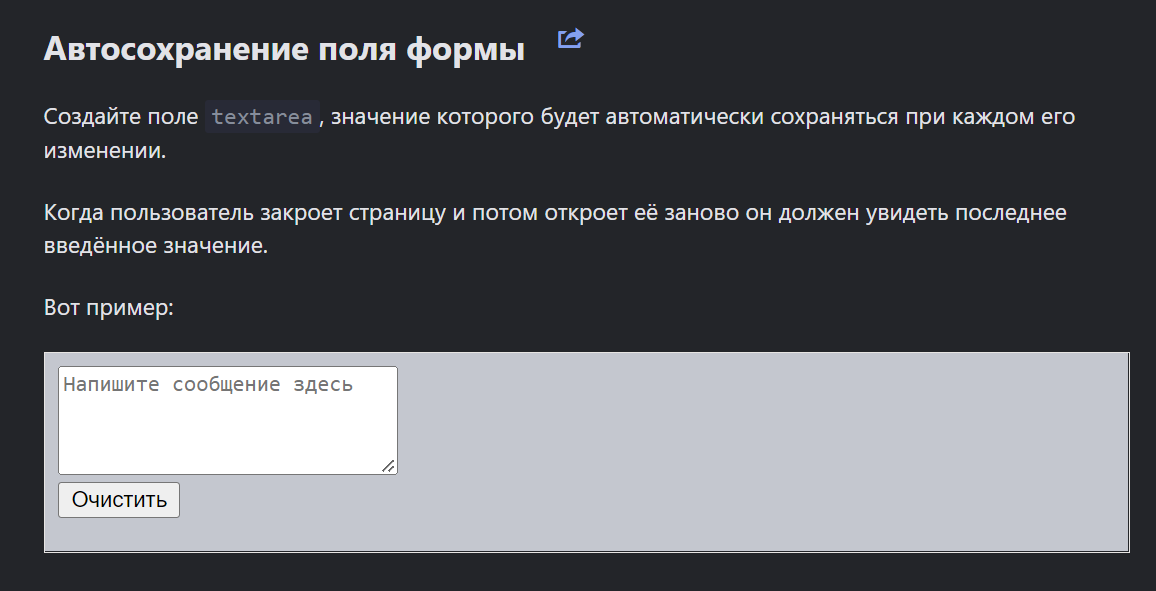 Автосохранение поля формы
Создайте поле textarea, значение которого будет автоматически сохраняться при каждом его
изменении.
Когда пользователь закроет страницу и потом откроет её заново он должен увидеть последнее
введённое значение.
Вот пример:
Напишите сообщение здесь
Очистить